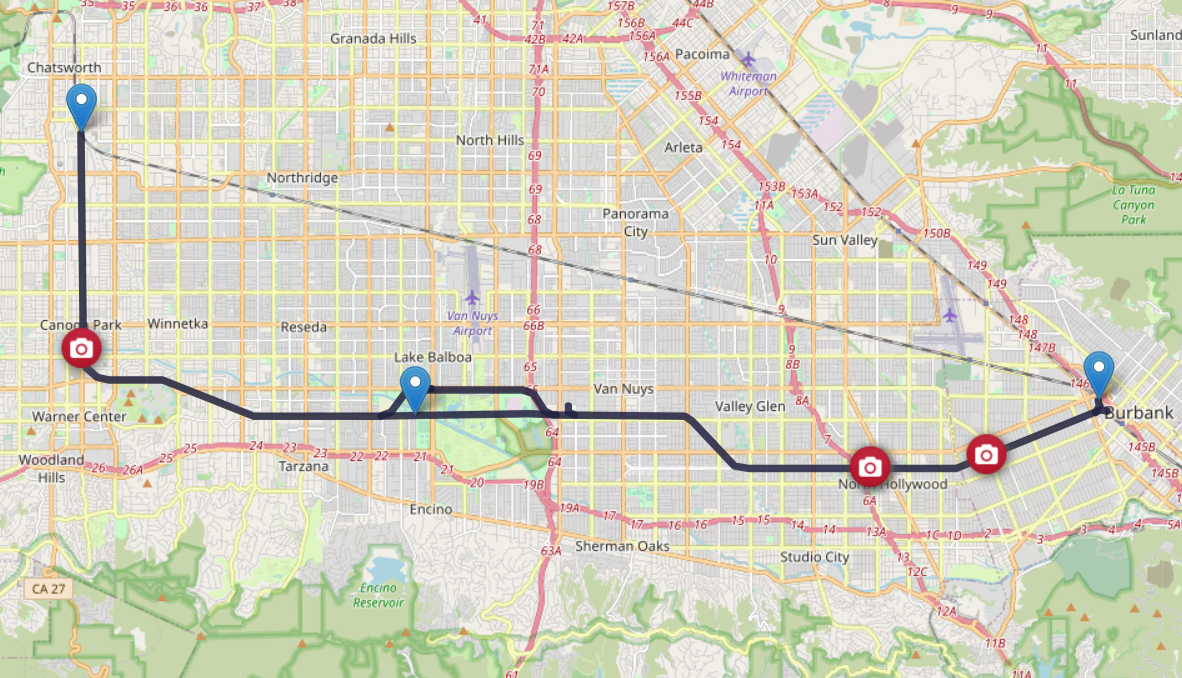 35
35
36
36
37
38
41
71
42B
42A
157B
156B
156A
44B
44C
8
9
9
Granada Hills
Pacoima
11
Sunland
Chatsworth
71A
156A
Whiteman
Airport
11
70
155B
154
North Hills
Arleta
154
69
Northridge
69
153B
153A
11A
152
152
La Tuna
Canyon
Park
68
Panorama
City
150B
68
Sun Valley
10
149
149
66
9
148
Canoga Park
Winnetka
Reseda
66B
Van Nuys
Airport
148
147B
9
Lake Balboa
65
8B
146
Van Nuys
8A
Valley Glen
Warner Center
Burbank
64
7
145B
24
23
23
22
22
21
25
25
26
26A
Woodland
Hills
Tarzana
21
64
20
19B
145B
North Hollywood
6A
Encino
19A
17
17
16
16
15
15
14
14
13A
1C
1D
2
3
3
4
4
5A
Sherman Oaks
63A
Studio City
13
12C
CA 27
Encino
Reservoir
12A
11B
61
11A